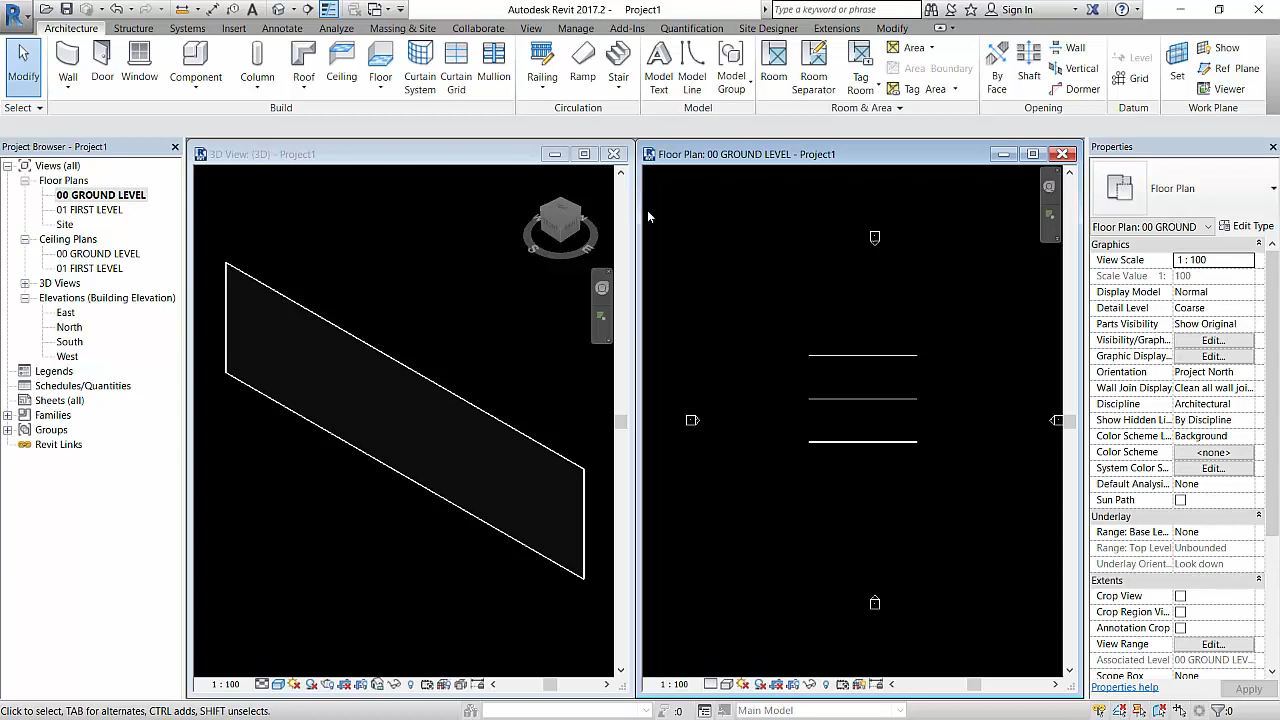 Autodesk Revit 2017.2 - Project1
Type a keyword or phrase
Sign In
Architecture Structure Systems Insert Annotate Analyze Massing & Site Collaborate View Manage Add-Ins Quantification Site Designer Extensions Modify
Modify
Wall
Door
Window
Component
Column
Roof
Ceiling
Floor
Curtain System
Curtain Grid
Mullion
Railing
Ramp
Stair
Model Text
Model Line
Model Group
Room
Room Separator
Tag Room
Area
Area Boundary
Tag Area
By Face
Shaft
Wall
Vertical
Dormer
Level
Grid
Set
Show
Ref Plane
Viewer
Select Build Circulation Model Room & Area Opening Datum Work Plane
Project Browser - Project1
Views (all)
Floor Plans
00 GROUND LEVEL
01 FIRST LEVEL
Site
Ceiling Plans
00 GROUND LEVEL
01 FIRST LEVEL
3D Views
Elevations (Building Elevation)
East
North
South
West
Legends
Schedules/Quantities
Sheets (all)
Families
Groups
Revit Links
3D View: {3D} - Project1
S
E
1 : 100
Floor Plan: 00 GROUND LEVEL - Project1
1 : 100
Properties
Floor Plan
Floor Plan: 00 GROUND
Edit Type
Graphics
View Scale 1 : 100
Scale Value 1: 100
Display Model Normal
Detail Level Coarse
Parts Visibility Show Original
Visibility/Graph... Edit...
Graphic Display... Edit...
Orientation Project North
Wall Join Display Clean all wall joi...
Discipline Architectural
Show Hidden Li... By Discipline
Color Scheme L... Background
Color Scheme <none>
System Color S... Edit...
Default Analysi... None
Sun Path
Underlay
Range: Base Le... None
Range: Top Level Unbounded
Underlay Orient... Look down
Extents
Crop View
Crop Region Vi...
Annotation Crop
View Range Edit...
Associated Level 00 GROUND LEV...
Scope Box None
Properties help
Apply
Click to select, TAB for alternates, CTRL adds, SHIFT unselects.
:0
Main Model
:0